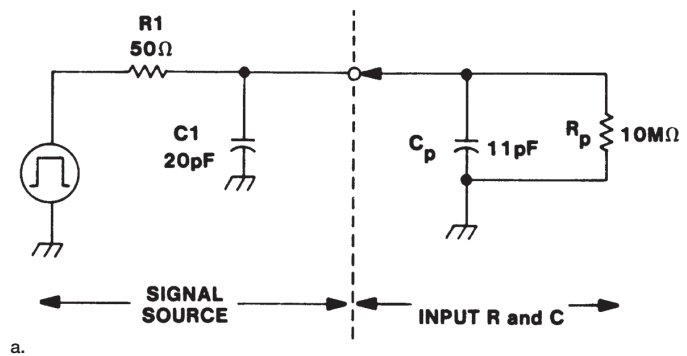 R1
50Ω
C1
20pF
Cp
11pF
Rp
10MΩ
SIGNAL
SOURCE
INPUT R and C
a.